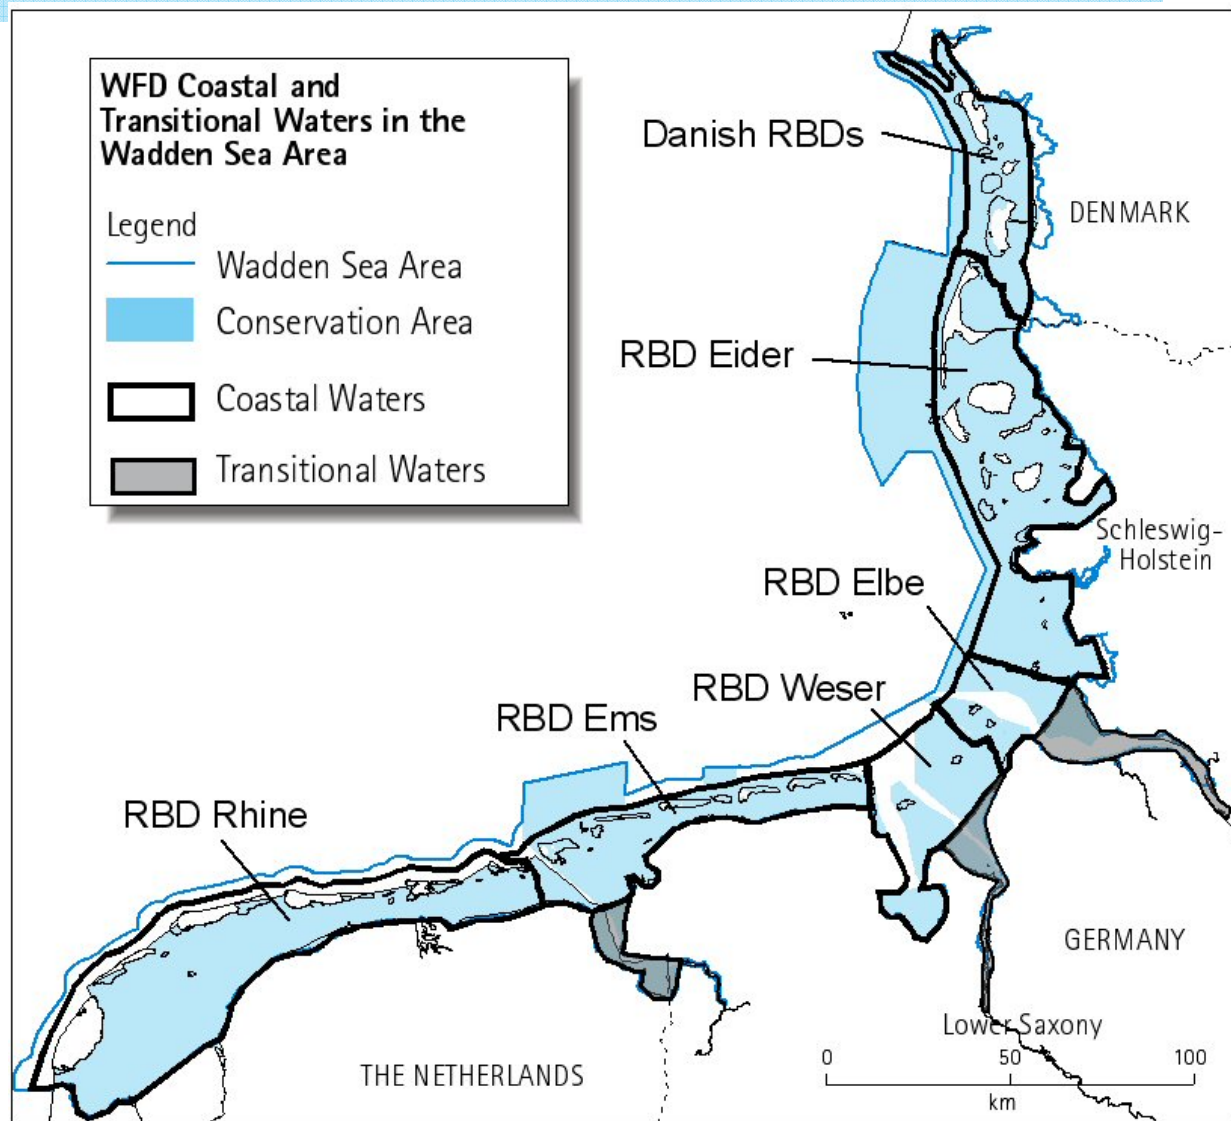 WFD Coastal and
Transitional Waters in the
Wadden Sea Area
Legend
Wadden Sea Area
Conservation Area
Coastal Waters
Transitional Waters
Danish RBDs
DENMARK
RBD Eider
Schleswig-
Holstein
RBD Elbe
RBD Weser
RBD Ems
RBD Rhine
GERMANY
Lower Saxony
THE NETHERLANDS
0 50 100
km